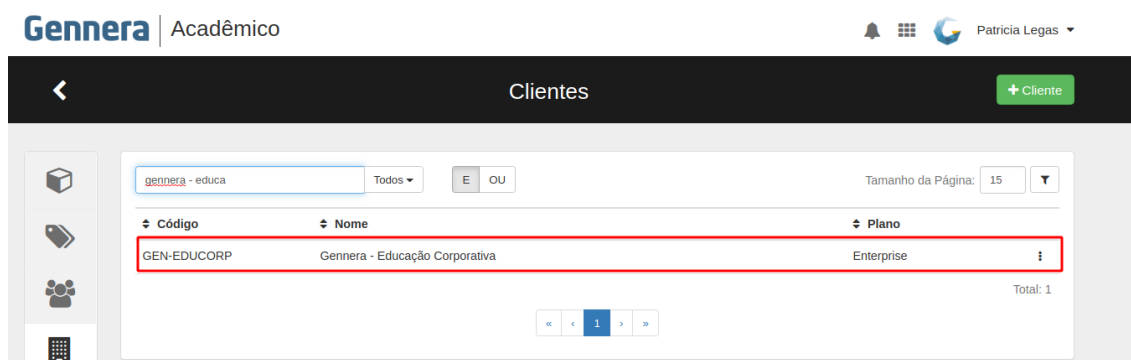 Gennera Acadêmico
Patricia Legas
Clientes
+ Cliente
gennera - educa Todos E OU Tamanho da Página: 15
Código Nome Plano
GEN-EDUCORP Gennera - Educação Corporativa Enterprise
Total: 1
« ‹ 1 › »